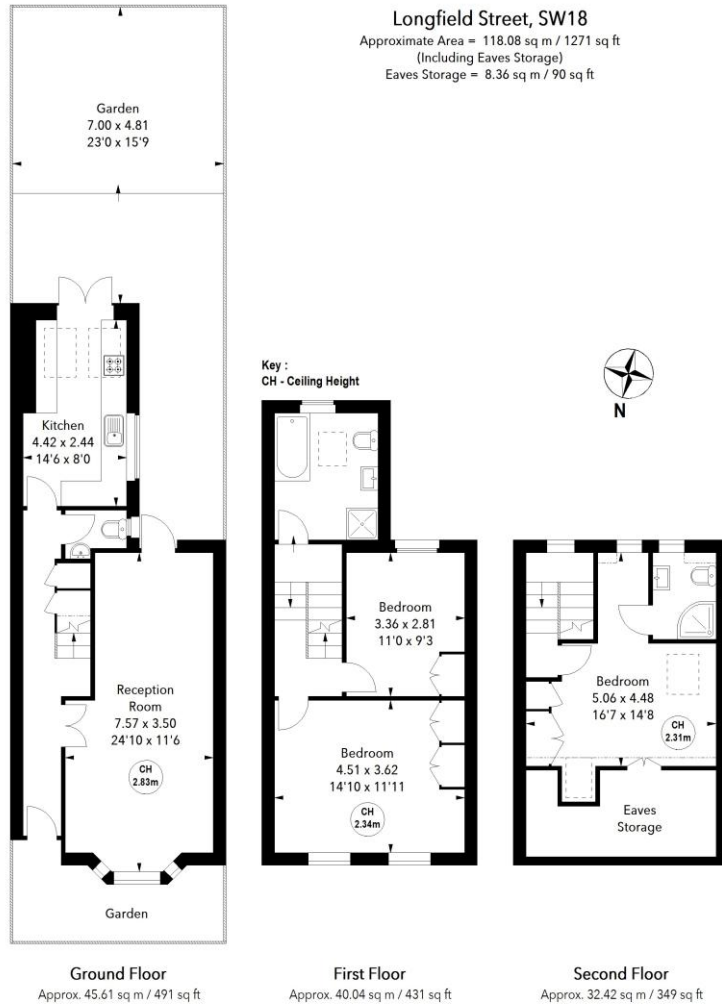 Longfield Street, SW18
Approximate Area = 118.08 sq m / 1271 sq ft
(Including Eaves Storage)
Eaves Storage = 8.36 sq m / 90 sq ft
Garden
7.00 x 4.81
23'0 x 15'9
Key :
CH - Ceiling Height
N
Kitchen
4.42 x 2.44
14'6 x 8'0
Reception
Room
7.57 x 3.50
24'10 x 11'6
CH
2.83m
Garden
Bedroom
3.36 x 2.81
11'0 x 9'3
Bedroom
4.51 x 3.62
14'10 x 11'11
CH
2.34m
Bedroom
5.06 x 4.48
16'7 x 14'8
CH
2.31m
Eaves
Storage
Ground Floor
Approx. 45.61 sq m / 491 sq ft
First Floor
Approx. 40.04 sq m / 431 sq ft
Second Floor
Approx. 32.42 sq m / 349 sq ft